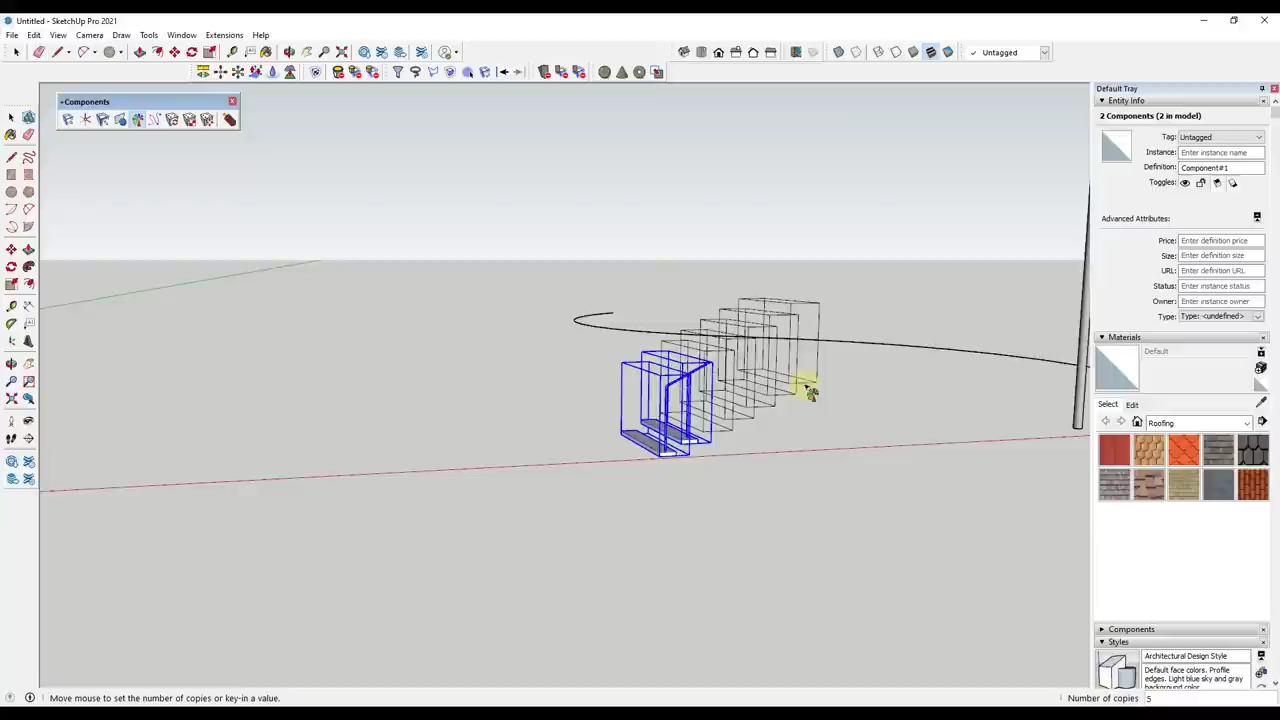 Untitled - SketchUp Pro 2021
File Edit View Camera Draw Tools Window Extensions Help
Untagged
Components
Default Tray
Entity Info
2 Components (2 in model)
Tag: Untagged
Instance: Enter instance name
Definition: Component#1
Toggles:
Advanced Attributes:
Price: Enter definition price
Size: Enter definition size
URL: Enter definition URL
Status: Enter instance status
Owner: Enter instance owner
Type: Type: <undefined>
Materials
Default
Select Edit
Roofing
Components
Styles
Architectural Design Style
Default face colors. Profile
edges. Light blue sky and gray
background color.
Move mouse to set the number of copies or key-in a value.
Number of copies 5